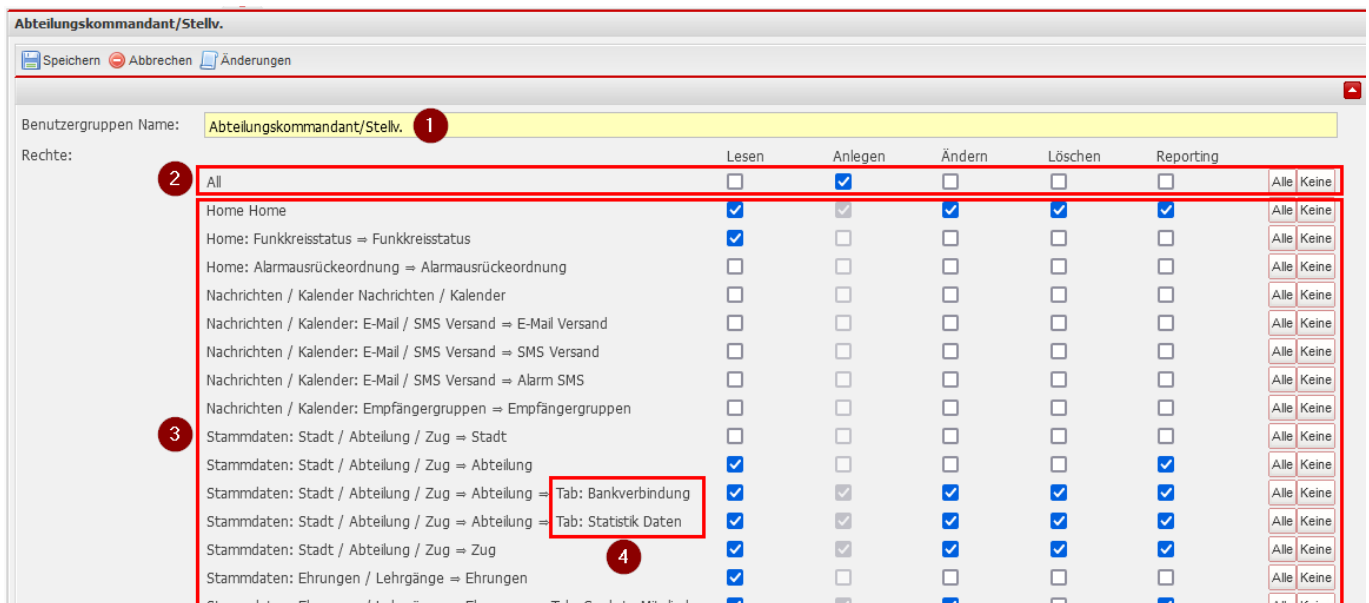 Abteilungskommandant/Stellv.
Speichern Abbrechen Änderungen
Benutzergruppen Name: Abteilungskommandant/Stellv. 1
Rechte: Lesen Anlegen Ändern Löschen Reporting
2 All Alle Keine
Home Home Alle Keine
Home: Funkkreisstatus ⇒ Funkkreisstatus Alle Keine
Home: Alarmausrückeordnung ⇒ Alarmausrückeordnung Alle Keine
Nachrichten / Kalender Nachrichten / Kalender Alle Keine
Nachrichten / Kalender: E-Mail / SMS Versand ⇒ E-Mail Versand Alle Keine
Nachrichten / Kalender: E-Mail / SMS Versand ⇒ SMS Versand Alle Keine
Nachrichten / Kalender: E-Mail / SMS Versand ⇒ Alarm SMS Alle Keine
Nachrichten / Kalender: Empfängergruppen ⇒ Empfängergruppen Alle Keine
3 Stammdaten: Stadt / Abteilung / Zug ⇒ Stadt Alle Keine
Stammdaten: Stadt / Abteilung / Zug ⇒ Abteilung Alle Keine
Stammdaten: Stadt / Abteilung / Zug ⇒ Abteilung ⇒ Tab: Bankverbindung Alle Keine
Stammdaten: Stadt / Abteilung / Zug ⇒ Abteilung ⇒ Tab: Statistik Daten Alle Keine
Stammdaten: Stadt / Abteilung / Zug ⇒ Zug 4 Alle Keine
Stammdaten: Ehrungen / Lehrgänge ⇒ Ehrungen Alle Keine